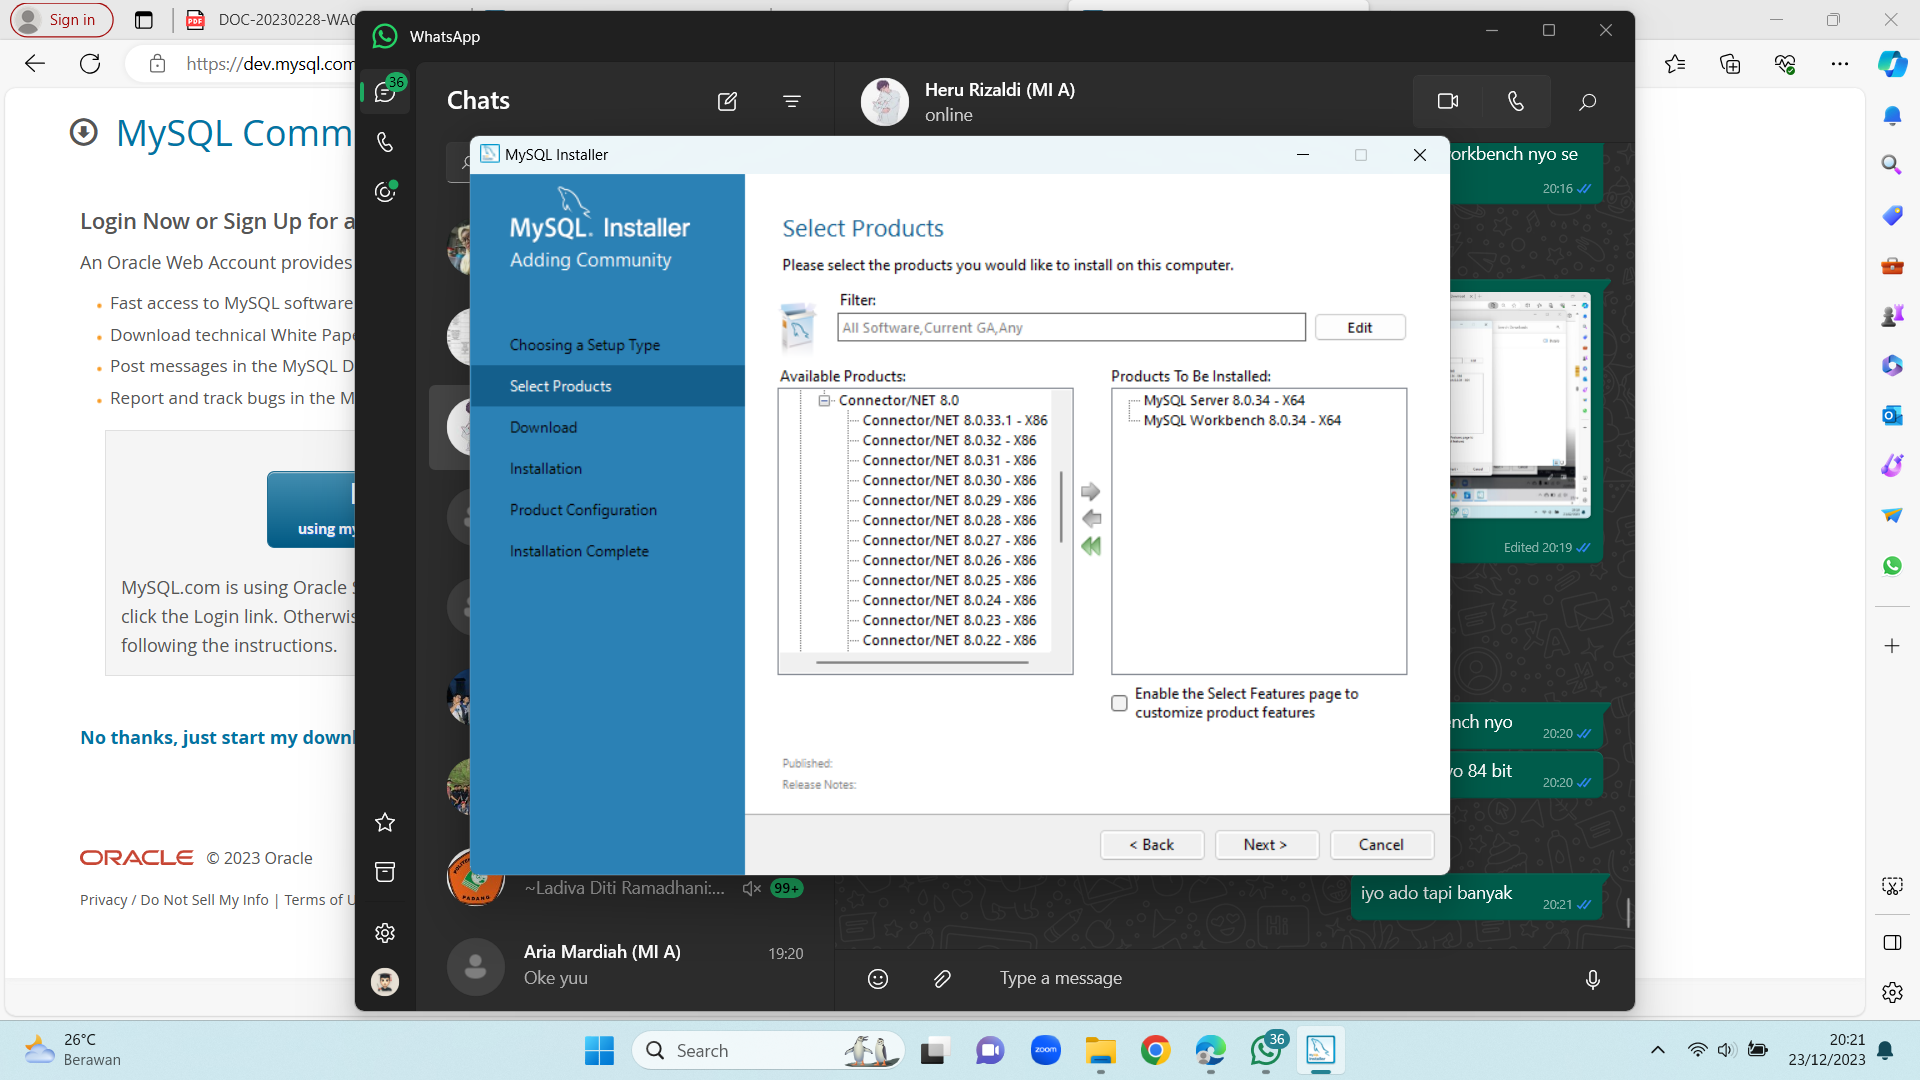 Sign in
DOC-20230228-WA0
https://dev.mysql.com
MySQL Comm
Login Now or Sign Up for a
An Oracle Web Account provides
Fast access to MySQL software
Download technical White Pape
Post messages in the MySQL D
Report and track bugs in the M
using my
MySQL.com is using Oracle S
click the Login link. Otherwis
following the instructions.
No thanks, just start my downl
ORACLE © 2023 Oracle
Privacy / Do Not Sell My Info | Terms of U
WhatsApp
36
Chats
Heru Rizaldi (MI A)
online
MySQL Installer
MySQL. Installer
Adding Community
Choosing a Setup Type
Select Products
Download
Installation
Product Configuration
Installation Complete
Select Products
Please select the products you would like to install on this computer.
Filter:
All Software,Current GA,Any
Edit
Available Products:
Connector/NET 8.0
Connector/NET 8.0.33.1 - X86
Connector/NET 8.0.32 - X86
Connector/NET 8.0.31 - X86
Connector/NET 8.0.30 - X86
Connector/NET 8.0.29 - X86
Connector/NET 8.0.28 - X86
Connector/NET 8.0.27 - X86
Connector/NET 8.0.26 - X86
Connector/NET 8.0.25 - X86
Connector/NET 8.0.24 - X86
Connector/NET 8.0.23 - X86
Connector/NET 8.0.22 - X86
Products To Be Installed:
MySQL Server 8.0.34 - X64
MySQL Workbench 8.0.34 - X64
Enable the Select Features page to
customize product features
Published:
Release Notes:
< Back
Next >
Cancel
orkbench nyo se
20:16
Edited 20:19
nch nyo
20:20
yo 84 bit
20:20
iyo ado tapi banyak
20:21
~Ladiva Diti Ramadhani:...
99+
Aria Mardiah (MI A)
19:20
Oke yuu
Type a message
26°C
Berawan
Search
zoom
36
20:21
23/12/2023